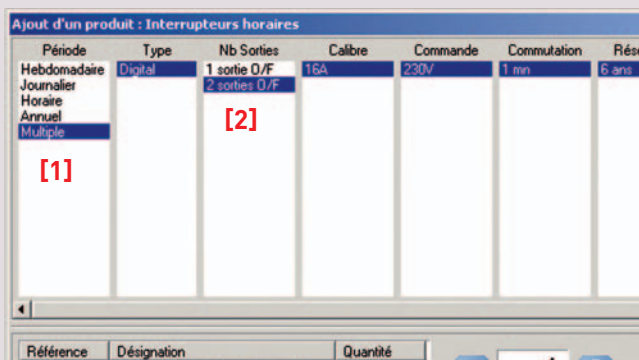 Ajout d'un produit : Interrupteurs horaires
Période Type Nb Sorties Calibre Commande Commutation
Hebdomadaire Digital 1 sortie O/F 16A 230V 1 mn 6 ans
Journalier 2 sorties O/F
Horaire
Annuel
Multiple
[1] [2]
Référence Désignation Quantité